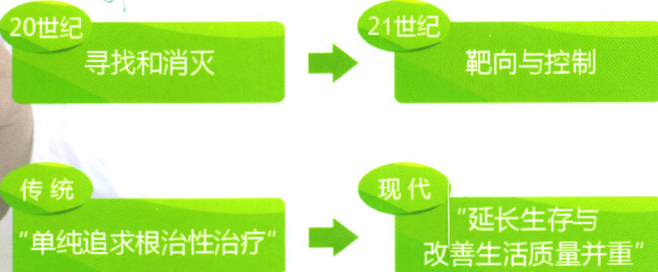 20世纪
寻找和消灭
21世纪
靶向与控制
传统
“单纯追求根治性治疗”
现代
“延长生存与
改善生活质量并重”